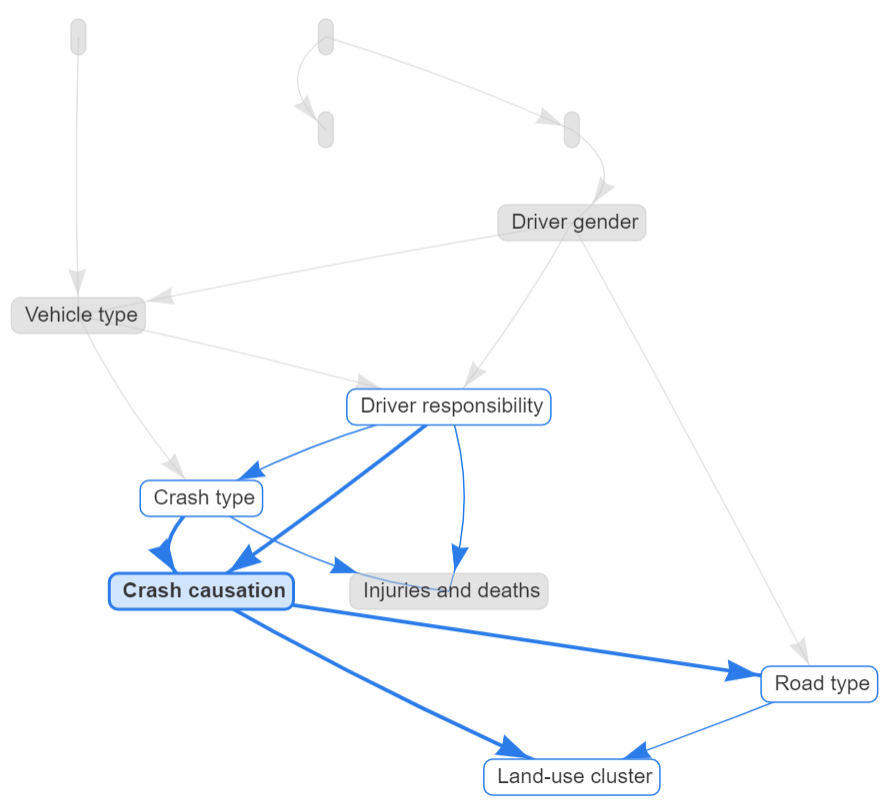 Driver gender
Vehicle type
Driver responsibility
Crash type
Crash causation
Injuries and deaths
Road type
Land-use cluster